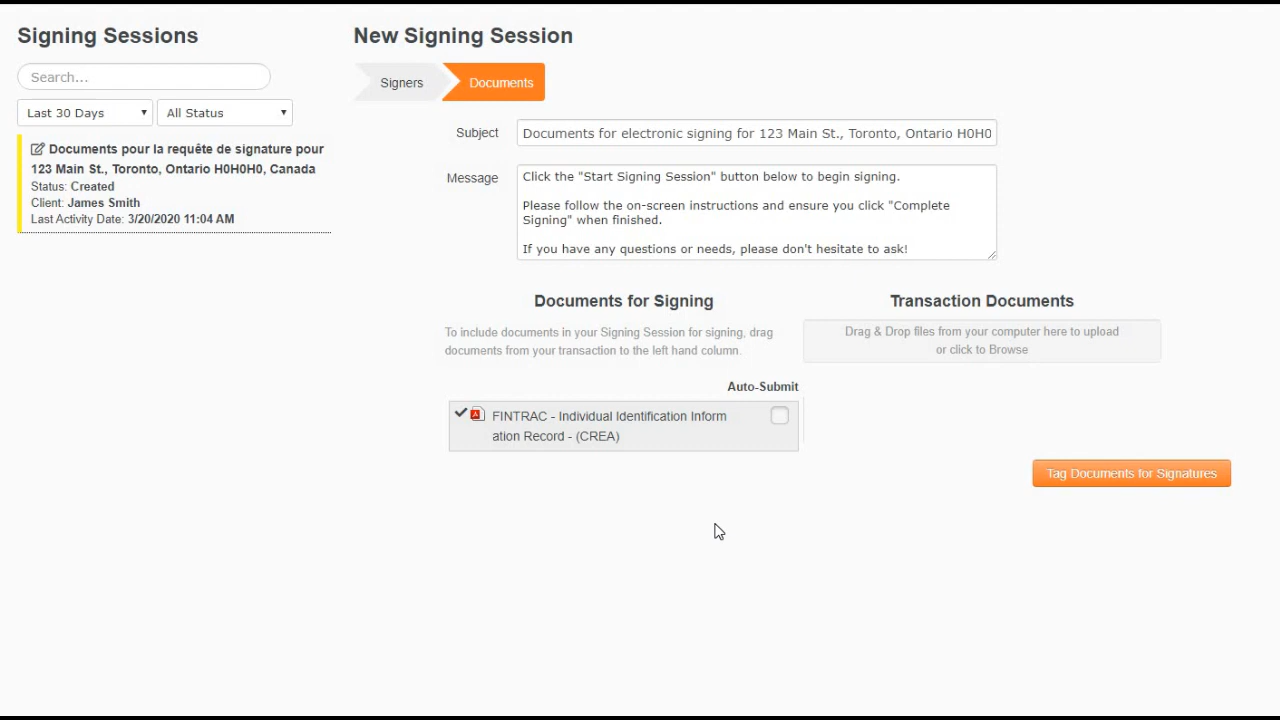 Signing Sessions
Search...
Last 30 Days
All Status
Documents pour la requête de signature pour
123 Main St., Toronto, Ontario H0H0H0, Canada
Status: Created
Client: James Smith
Last Activity Date: 3/20/2020 11:04 AM
New Signing Session
Signers
Documents
Subject
Documents for electronic signing for 123 Main St., Toronto, Ontario H0H0
Message
Click the "Start Signing Session" button below to begin signing.
Please follow the on-screen instructions and ensure you click "Complete
Signing" when finished.
If you have any questions or needs, please don't hesitate to ask!
Documents for Signing
To include documents in your Signing Session for signing, drag
documents from your transaction to the left hand column.
Auto-Submit
FINTRAC - Individual Identification Inform
ation Record - (CREA)
Transaction Documents
Drag & Drop files from your computer here to upload
or click to Browse
Tag Documents for Signatures